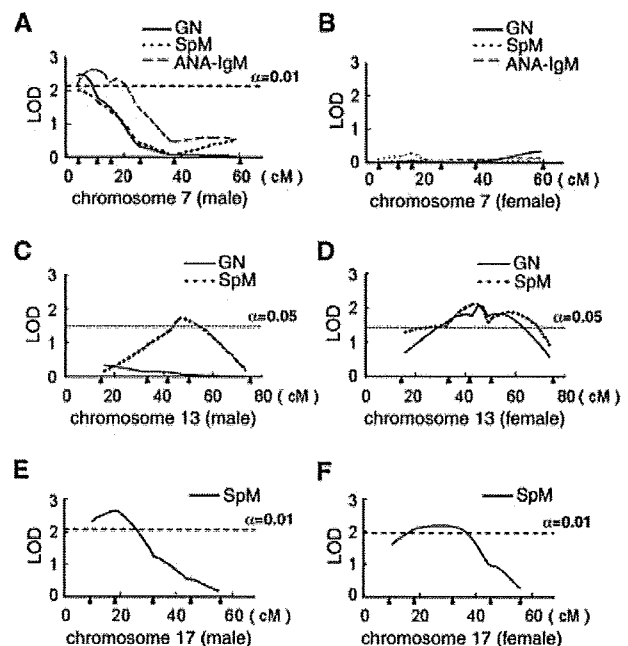 A
GN
SpM
ANA-IgM
α=0.01
LOD
3
2
1
0
0 20 40 60 ( cM )
chromosome 7 (male)
B
GN
SpM
ANA-IgM
LOD
3
2
1
0
0 20 40 60 ( cM )
chromosome 7 (female)
C
GN
SpM
α=0.05
LOD
3
2
1
0
0 20 40 60 80 ( cM )
chromosome 13 (male)
D
GN
SpM
α=0.05
LOD
3
2
1
0
0 20 40 60 80 ( cM )
chromosome 13 (female)
E
SpM
α=0.01
LOD
3
2
1
0
0 20 40 60 ( cM )
chromosome 17 (male)
F
SpM
α=0.01
LOD
3
2
1
0
0 20 40 60 ( cM )
chromosome 17 (female)